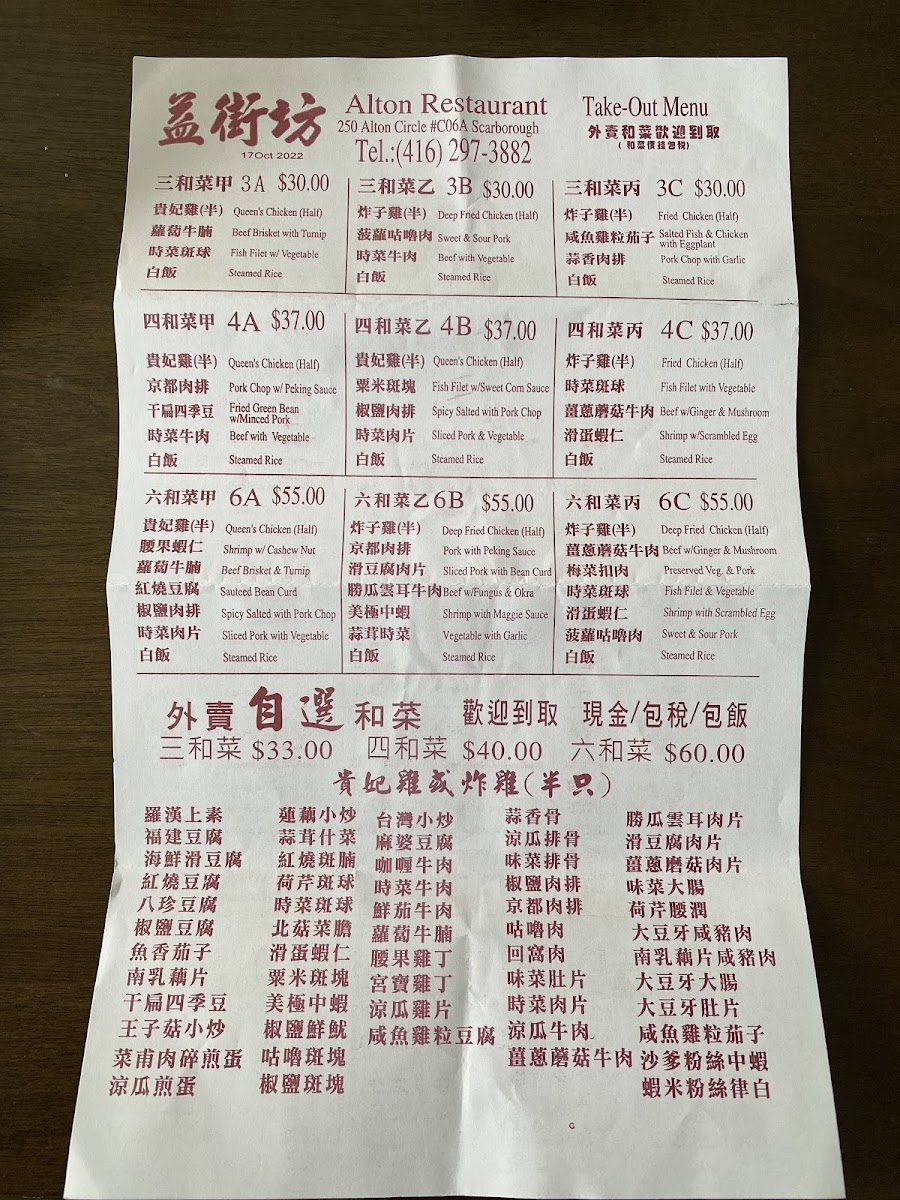 益街坊
17Oct 2022
Alton Restaurant
250 Alton Circle #C06A Scarborough
Tel.:(416) 297-3882
Take-Out Menu
外賣和菜歡迎到取
(和菜價錢包税)
三和菜甲 3A $30.00
貴妃雞(半) Queen's Chicken (Half)
蘿蔔牛腩 Beef Brisket with Turnip
時菜斑球 Fish Filet w/ Vegetable
白飯 Steamed Rice
三和菜乙 3B $30.00
炸子雞(半) Deep Fried Chicken (Half)
菠蘿咕嚕肉 Sweet & Sour Pork
時菜牛肉 Beef with Vegetable
白飯 Steamed Rice
三和菜丙 3C $30.00
炸子雞(半) Fried Chicken (Half)
咸魚雞粒茄子 Salted Fish & Chicken
with Eggplant
蒜香肉排 Pork Chop with Garlic
白飯 Steamed Rice
四和菜甲 4A $37.00
貴妃雞(半) Queen's Chicken (Half)
京都肉排 Pork Chop w/ Peking Sauce
干扁四季豆 Fried Green Bean
w/Minced Pork
時菜牛肉 Beef with Vegetable
白飯 Steamed Rice
四和菜乙 4B $37.00
貴妃雞(半) Queen's Chicken (Half)
粟米斑塊 Fish Filet w/Sweet Corn Sauce
椒鹽肉排 Spicy Salted with Pork Chop
時菜肉片 Sliced Pork & Vegetable
白飯 Steamed Rice
四和菜丙 4C $37.00
炸子雞(半) Fried Chicken (Half)
時菜斑球 Fish Filet with Vegetable
薑蔥蘑菇牛肉 Beef w/Ginger & Mushroom
滑蛋蝦仁 Shrimp w/Scrambled Egg
白飯 Steamed Rice
六和菜甲 6A $55.00
貴妃雞(半) Queen's Chicken (Half)
腰果蝦仁 Shrimp w/ Cashew Nut
蘿蔔牛腩 Beef Brisket & Turnip
紅燒豆腐 Sauteed Bean Curd
椒鹽肉排 Spicy Salted with Pork Chop
時菜肉片 Sliced Pork with Vegetable
白飯 Steamed Rice
六和菜乙 6B $55.00
炸子雞(半) Deep Fried Chicken (Half)
京都肉排 Pork with Peking Sauce
滑豆腐肉片 Sliced Pork with Bean Curd
勝瓜雲耳牛肉 Beef w/Fungus & Okra
美極中蝦 Shrimp with Maggie Sauce
蒜茸時菜 Vegetable with Garlic
白飯 Steamed Rice
六和菜丙 6C $55.00
炸子雞(半) Deep Fried Chicken (Half)
薑蔥蘑菇牛肉 Beef w/Ginger & Mushroom
梅菜扣肉 Preserved Veg. & Pork
時菜斑球 Fish Filet & Vegetable
滑蛋蝦仁 Shrimp with Scrambled Egg
菠蘿咕嚕肉 Sweet & Sour Pork
白飯 Steamed Rice
外賣自選和菜 歡迎到取 現金/包稅/包飯
三和菜 $33.00 四和菜 $40.00 六和菜 $60.00
貴妃雞或炸雞(半只)
羅漢上素
福建豆腐
海鮮滑豆腐
紅燒豆腐
八珍豆腐
椒鹽豆腐
魚香茄子
南乳藕片
干扁四季豆
王子菇小炒
菜甫肉碎煎蛋
涼瓜煎蛋
蓮藕小炒
蒜茸什菜
紅燒斑腩
荷芹斑球
時菜斑球
北菇菜膽
滑蛋蝦仁
粟米斑塊
美極中蝦
椒鹽鮮魷
咕嚕斑塊
椒鹽斑塊
台灣小炒
麻婆豆腐
咖喱牛肉
時菜牛肉
鮮茄牛肉
蘿蔔牛腩
腰果雞丁
宮寶雞丁
涼瓜雞片
咸魚雞粒豆腐
蒜香骨
涼瓜排骨
味菜排骨
椒鹽肉排
京都肉排
咕嚕肉
回窩肉
味菜肚片
時菜肉片
涼瓜牛肉
薑蔥蘑菇牛肉
勝瓜雲耳肉片
滑豆腐肉片
薑蔥蘑菇肉片
味菜大腸
荷芹腰潤
大豆牙咸豬肉
南乳藕片咸豬肉
大豆牙大腸
大豆牙肚片
咸魚雞粒茄子
沙爹粉絲中蝦
蝦米粉絲律白